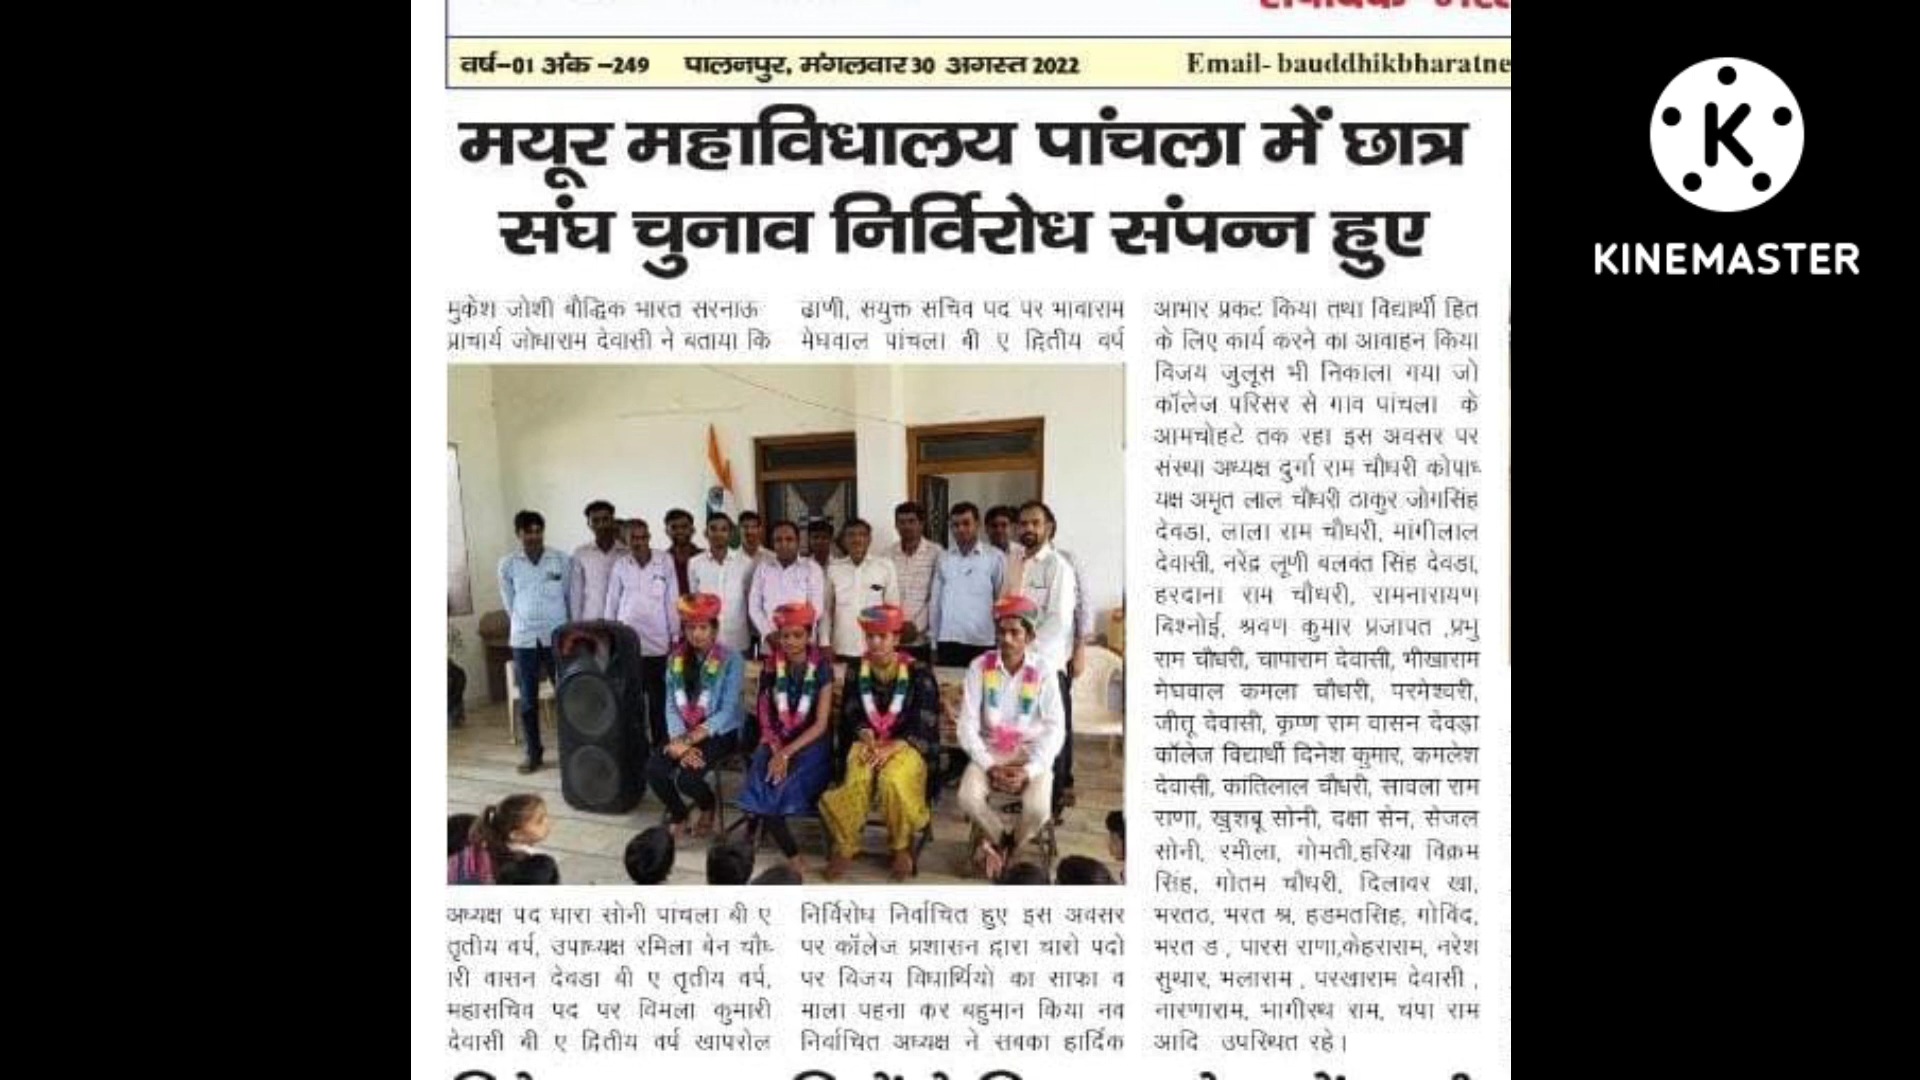 वर्ष-01 अंक -249 पालनपुर, मंगलवार 30 अगस्त 2022 Email- bauddhikbharatne
मयूर महाविधालय पांचला में छात्र
संघ चुनाव निर्विरोध संपन्न हुए
मुकेश जोशी बौद्धिक भारत सरनाऊ
प्राचार्य जोधाराम देवासी ने बताया कि
अध्यक्ष पद धारा सोनी पांचला बी ए
तृतीय वर्ष, उपाध्यक्ष रमिला बेन चौध
री वासन देवडा बी ए तृतीय वर्ष,
महासचिव पद पर विमला कुमारी
देवासी बी ए द्वितीय वर्ष खापरोल
ढाणी, सयुक्त सचिव पद पर भावाराम
मेघवाल पांचला बी ए द्वितीय वर्ष
निर्विरोध निर्वाचित हुए इस अवसर
पर कॉलेज प्रशासन द्वारा चारो पदो
पर विजय विधार्थियो का साफा व
माला पहना कर बहुमान किया नव
निर्वाचित अध्यक्ष ने सबका हार्दिक
आभार प्रकट किया तथा विद्यार्थी हित
के लिए कार्य करने का आवाहन किया
विजय जुलूस भी निकाला गया जो
कॉलेज परिसर से गाव पांचला के
आमचोहटे तक रहा इस अवसर पर
संस्था अध्यक्ष दुर्गा राम चौधरी कोषाध
यक्ष अमृत लाल चौधरी ठाकुर जोगसिंह
देवडा, लाला राम चौधरी, मांगीलाल
देवासी, नरेंद्र लूणी बलवंत सिंह देवडा,
हरदाना राम चौधरी, रामनारायण
बिश्नोई, श्रवण कुमार प्रजापत ,प्रभु
राम चौधरी, चापाराम देवासी, भीखाराम
मेघवाल कमला चौधरी, परमेश्वरी,
जीतू देवासी, कृष्ण राम वासन देवड़ा
कॉलेज विद्यार्थी दिनेश कुमार, कमलेश
देवासी, कांतिलाल चौधरी, सावला राम
राणा, खुशबू सोनी, दक्षा सेन, सेजल
सोनी, रमीला, गोमती,हरिया विक्रम
सिंह, गोतम चौधरी, दिलावर खा,
भरतठ, भरत श्र, हडमतसिह, गोविंद,
भरत ड , पारस राणा,केहराराम, नरेश
सुथार, भलाराम , परखाराम देवासी ,
नारणाराम, भागीरथ राम, चंपा राम
आदि उपस्थित रहे।
KINEMASTER